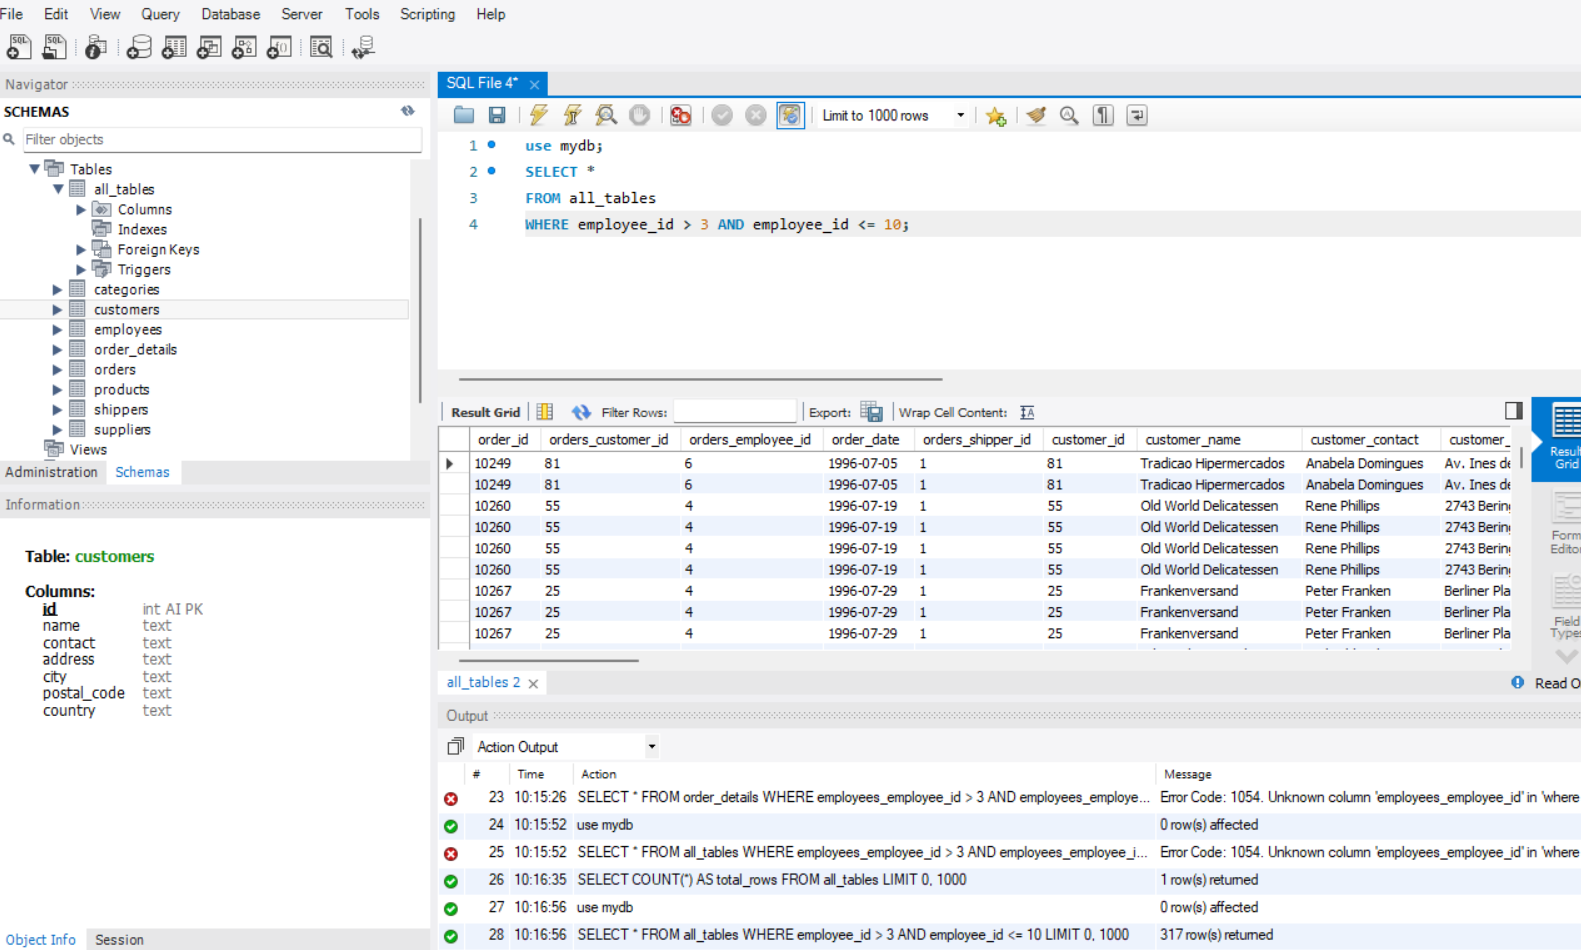 File Edit View Query Database Server Tools Scripting Help
Navigator
SCHEMAS
Filter objects
Tables
all_tables
Columns
Indexes
Foreign Keys
Triggers
categories
customers
employees
order_details
orders
products
shippers
suppliers
Views
Administration Schemas
Information
Table: customers
Columns:
id int AI PK
name text
contact text
address text
city text
postal_code text
country text
Object Info Session
SQL File 4*
Limit to 1000 rows
1 use mydb;
2 SELECT *
3 FROM all_tables
4 WHERE employee_id > 3 AND employee_id <= 10;
Result Grid Filter Rows: Export: Wrap Cell Content:
order_id orders_customer_id orders_employee_id order_date orders_shipper_id customer_id customer_name customer_contact customer_
10249 81 6 1996-07-05 1 81 Tradicao Hipermercados Anabela Domingues Av. Ines de
10249 81 6 1996-07-05 1 81 Tradicao Hipermercados Anabela Domingues Av. Ines de
10260 55 4 1996-07-19 1 55 Old World Delicatessen Rene Phillips 2743 Bering
10260 55 4 1996-07-19 1 55 Old World Delicatessen Rene Phillips 2743 Bering
10260 55 4 1996-07-19 1 55 Old World Delicatessen Rene Phillips 2743 Bering
10260 55 4 1996-07-19 1 55 Old World Delicatessen Rene Phillips 2743 Bering
10267 25 4 1996-07-29 1 25 Frankenversand Peter Franken Berliner Pla
10267 25 4 1996-07-29 1 25 Frankenversand Peter Franken Berliner Pla
10267 25 4 1996-07-29 1 25 Frankenversand Peter Franken Berliner Pla
Result
Grid
Form
Editor
Field
Types
all_tables 2 Read O
Output
Action Output
# Time Action Message
23 10:15:26 SELECT * FROM order_details WHERE employees_employee_id > 3 AND employees_employe... Error Code: 1054. Unknown column 'employees_employee_id' in 'where
24 10:15:52 use mydb 0 row(s) affected
25 10:15:52 SELECT * FROM all_tables WHERE employees_employee_id > 3 AND employees_employee_i... Error Code: 1054. Unknown column 'employees_employee_id' in 'where
26 10:16:35 SELECT COUNT(*) AS total_rows FROM all_tables LIMIT 0, 1000 1 row(s) returned
27 10:16:56 use mydb 0 row(s) affected
28 10:16:56 SELECT * FROM all_tables WHERE employee_id > 3 AND employee_id <= 10 LIMIT 0, 1000 317 row(s) returned